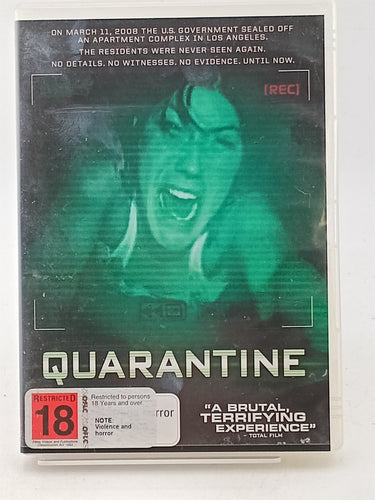 ON MARCH 11, 2008 THE U.S. GOVERNMENT SEALED OFF
AN APARTMENT COMPLEX IN LOS ANGELES.
THE RESIDENTS WERE NEVER SEEN AGAIN.
NO DETAILS. NO WITNESSES. NO EVIDENCE. UNTIL NOW.
[REC]
QUARANTINE
RESTRICTED
18
Restricted to persons
18 Years and over
NOTE:
Violence and
horror
rror
"A BRUTAL,
TERRIFYING
EXPERIENCE"
TOTAL FILM